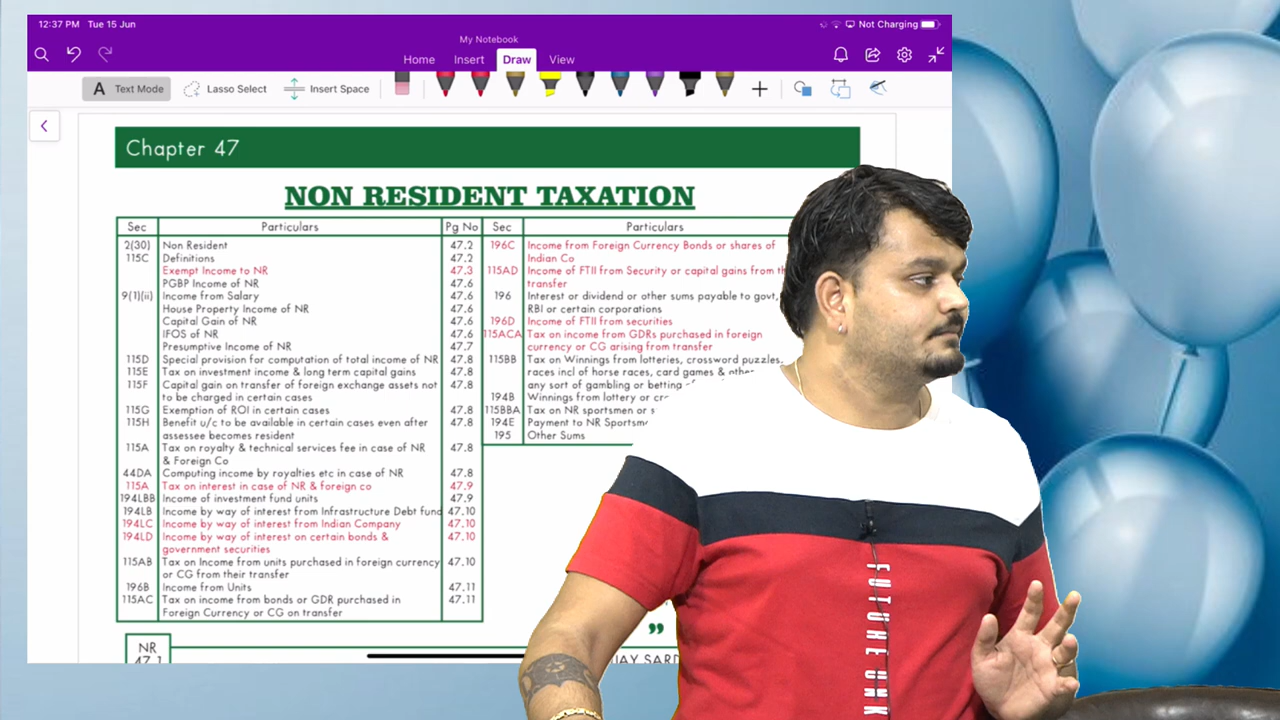 12:37 PM Tue 15 Jun
Not Charging
My Notebook
Home Insert Draw View
A Text Mode Lasso Select Insert Space
Chapter 47
NON RESIDENT TAXATION
Sec Particulars Pg No
2(30) Non Resident 47.2
115C Definitions 47.2
Exempt Income to NR 47.3
PGBP Income of NR 47.6
9(1)(ii) Income from Salary 47.6
House Property Income of NR 47.6
Capital Gain of NR 47.6
IFOS of NR 47.6
Presumptive Income of NR 47.7
115D Special provision for computation of total income of NR 47.8
115E Tax on investment income & long term capital gains 47.8
115F Capital gain on transfer of foreign exchange assets not 47.8
to be charged in certain cases
115G Exemption of ROI in certain cases 47.8
115H Benefit u/c to be available in certain cases even after 47.8
assessee becomes resident
115A Tax on royalty & technical services fee in case of NR 47.8
& Foreign Co
44DA Computing income by royalties etc in case of NR 47.8
115A Tax on interest in case of NR & foreign co 47.9
194LBB Income of investment fund units 47.9
194LB Income by way of interest from Infrastructure Debt fund 47.10
194LC Income by way of interest from Indian Company 47.10
194LD Income by way of interest on certain bonds & 47.10
government securities
115AB Tax on Income from units purchased in foreign currency 47.10
or CG from their transfer
196B Income from Units 47.11
115AC Tax on income from bonds or GDR purchased in 47.11
Foreign Currency or CG on transfer
Sec Particulars
196C Income from Foreign Currency Bonds or shares of
Indian Co
115AD Income of FTII from Security or capital gains from
transfer
196 Interest or dividend or other sums payable to govt,
RBI or certain corporations
196D Income of FTII from securities
115ACA Tax on income from GDRs purchased in foreign
currency or CG arising from transfer
115BB Tax on Winnings from lotteries, crossword puzzles,
races incl of horse races, card games &
any sort of gambling or betting
194B Winnings from lottery or
115BBA Tax on NR sportsmen or
194E Payment to NR
195 Other Sums
”
NR
47.1
FUTURE